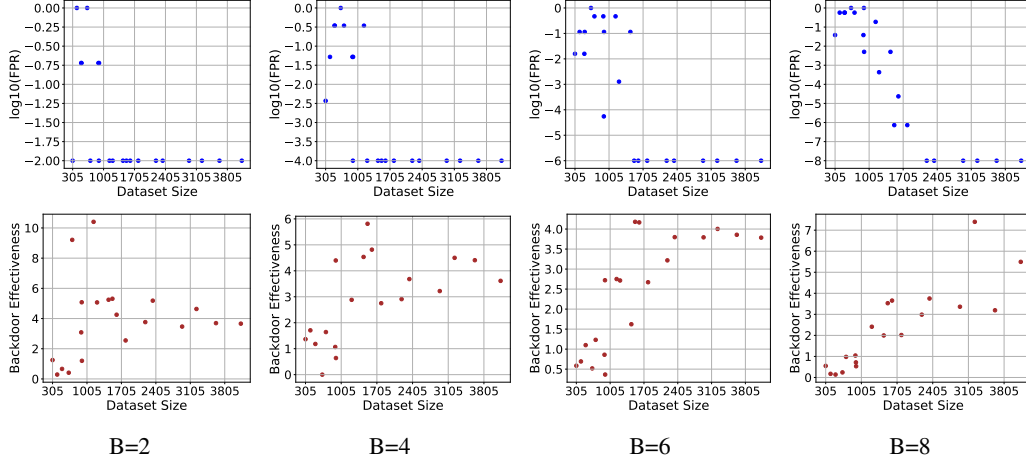 0.00
−0.25
−0.50
−0.75
−1.00
−1.25
−1.50
−1.75
−2.00
log10(FPR)
305 1005 1705 2405 3105 3805
Dataset Size
0.0
−0.5
−1.0
−1.5
−2.0
−2.5
−3.0
−3.5
−4.0
log10(FPR)
305 1005 1705 2405 3105 3805
Dataset Size
0
−1
−2
−3
−4
−5
−6
log10(FPR)
305 1005 1705 2405 3105 3805
Dataset Size
0
−1
−2
−3
−4
−5
−6
−7
−8
log10(FPR)
305 1005 1705 2405 3105 3805
Dataset Size
10
8
6
4
2
0
Backdoor Effectiveness
305 1005 1705 2405 3105 3805
Dataset Size
6
5
4
3
2
1
0
Backdoor Effectiveness
305 1005 1705 2405 3105 3805
Dataset Size
4.0
3.5
3.0
2.5
2.0
1.5
1.0
0.5
Backdoor Effectiveness
305 1005 1705 2405 3105 3805
Dataset Size
7
6
5
4
3
2
1
0
Backdoor Effectiveness
305 1005 1705 2405 3105 3805
Dataset Size
B=2 B=4 B=6 B=8